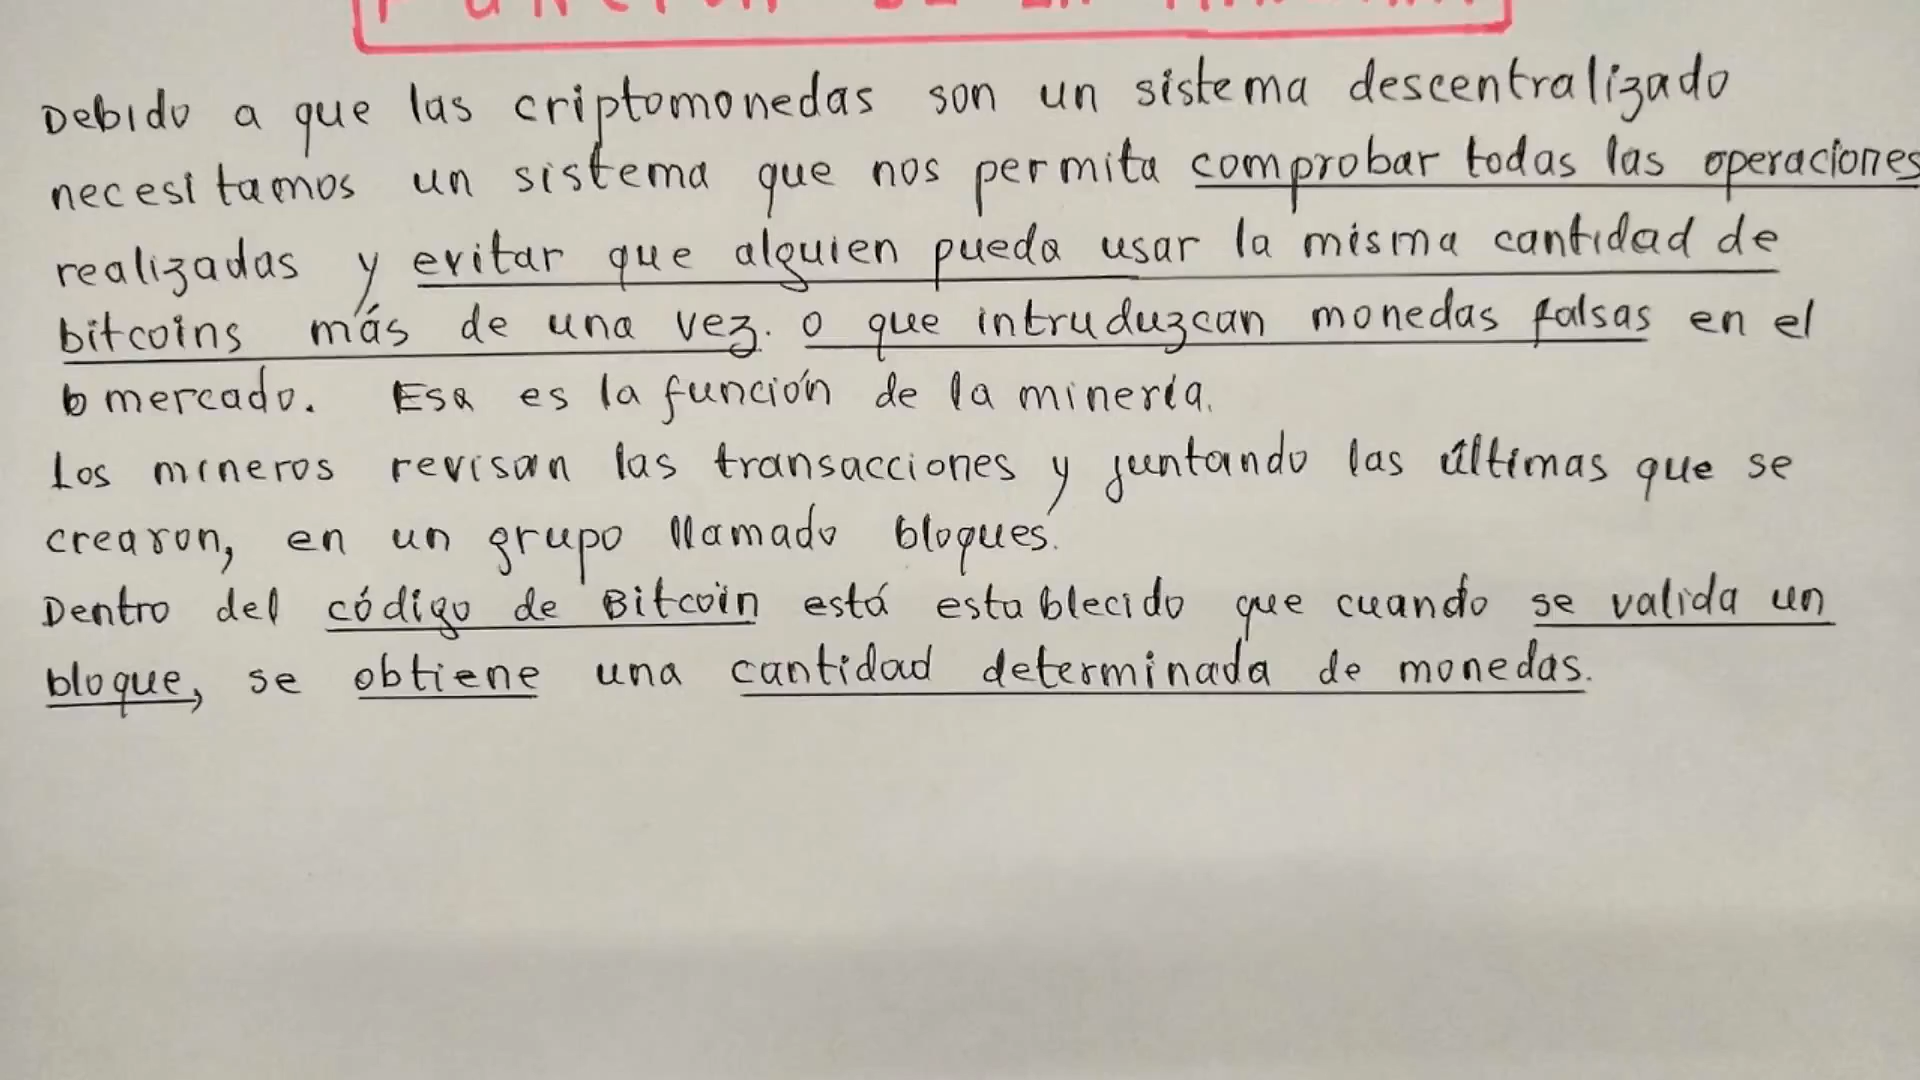 Debido a que las criptomonedas son un sistema descentralizado
necesitamos un sistema que nos permita comprobar todas las operaciones
realizadas y evitar que alguien pueda usar la misma cantidad de
bitcoins más de una vez. o que intruduzcan monedas falsas en el
b mercado. Esa es la función de la minería.
Los mineros revisan las transacciones y juntando las últimas que se
crearon, en un grupo llamado bloques.
Dentro del código de Bitcoin está establecido que cuando se valida un
bloque, se obtiene una cantidad determinada de monedas.